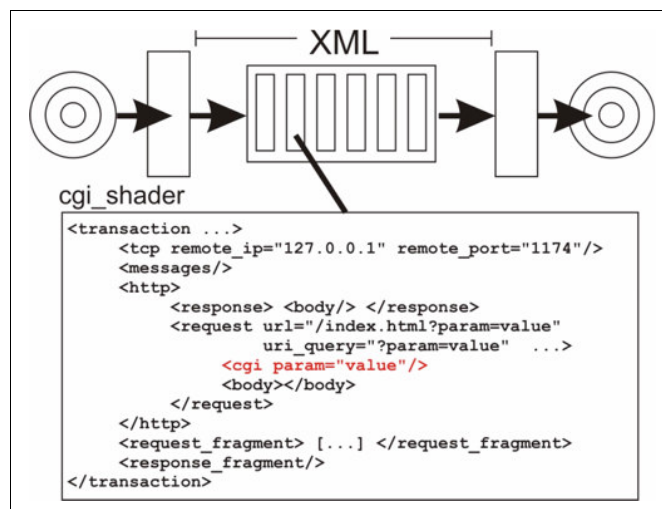 XML
cgi_shader
<transaction ...>
<tcp remote_ip="127.0.0.1" remote_port="1174"/>
<messages/>
<http>
<response> <body/> </response>
<request url="/index.html?param=value"
uri_query="?param=value" ...>
<cgi param="value"/>
<body></body>
</request>
</http>
<request_fragment> [...] </request_fragment>
<response_fragment/>
</transaction>